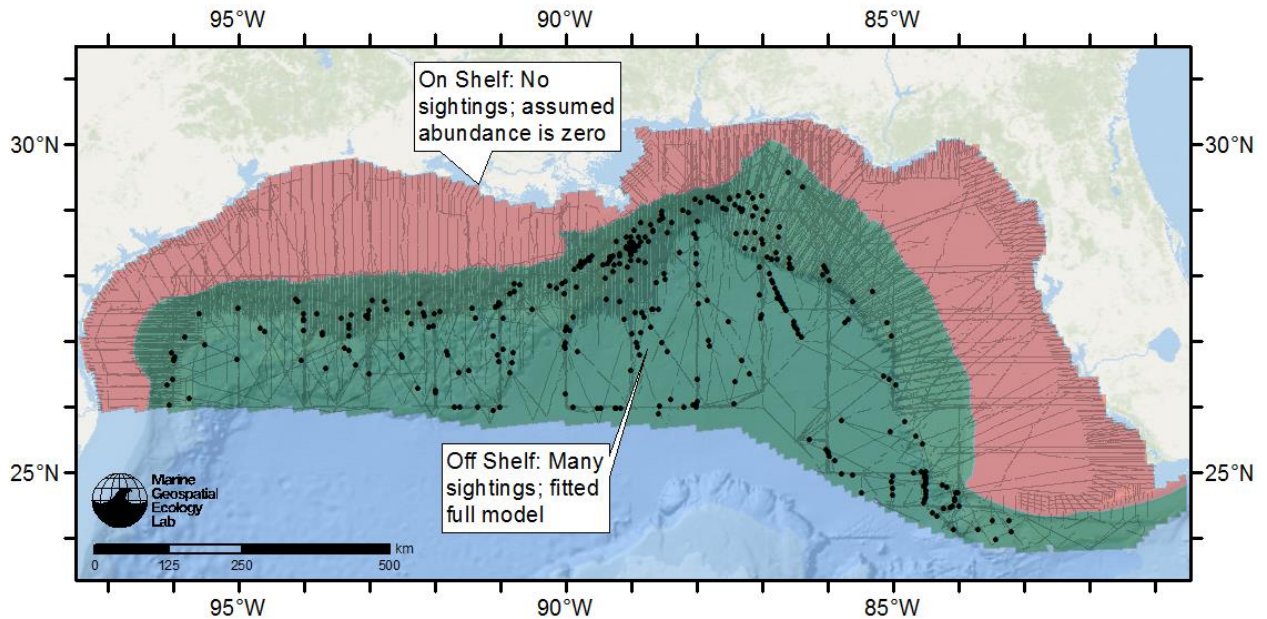 95°W
90°W
85°W
On Shelf: No
sightings; assumed
abundance is zero
30°N
30°N
25°N
25°N
Off Shelf: Many
sightings; fitted
full model
Marine
Geospatial
Ecology
Lab
km
0
125
250
500
95°W
90°W
85°W